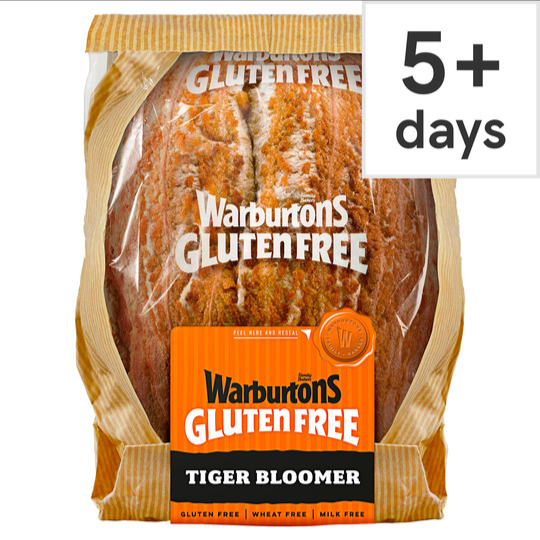 5+
days
Warburtons
GLUTEN FREE
Warburtons
GLUTEN FREE
PEEL HERE AND RESEAL
W
Warburtons
GLUTEN FREE
TIGER BLOOMER
GLUTEN FREE | WHEAT FREE | MILK FREE